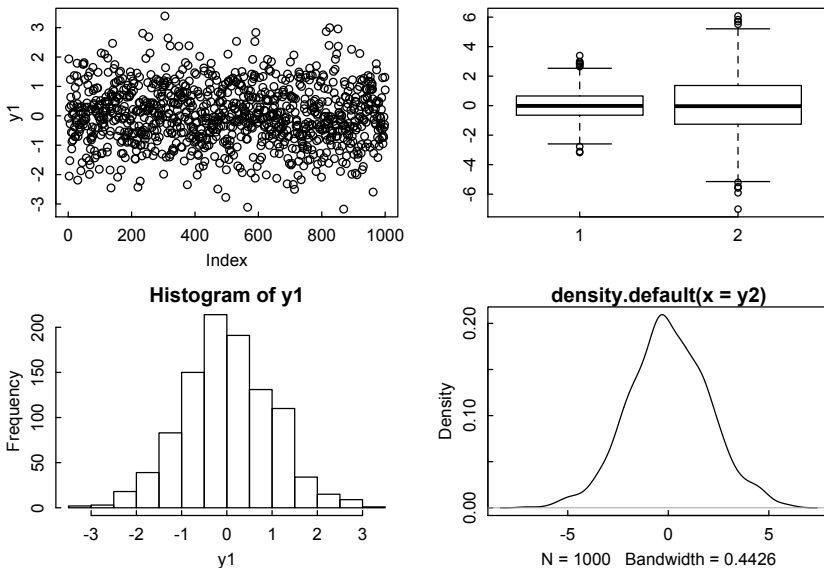 y1
3
2
1
0
-1
-2
-3
0 200 400 600 800 1000
Index
6
4
2
0
-2
-4
-6
1 2
Histogram of y1
Frequency
200
150
100
50
0
-3 -2 -1 0 1 2 3
y1
density.default(x = y2)
Density
0.20
0.10
0.00
-5 0 5
N = 1000 Bandwidth = 0.4426